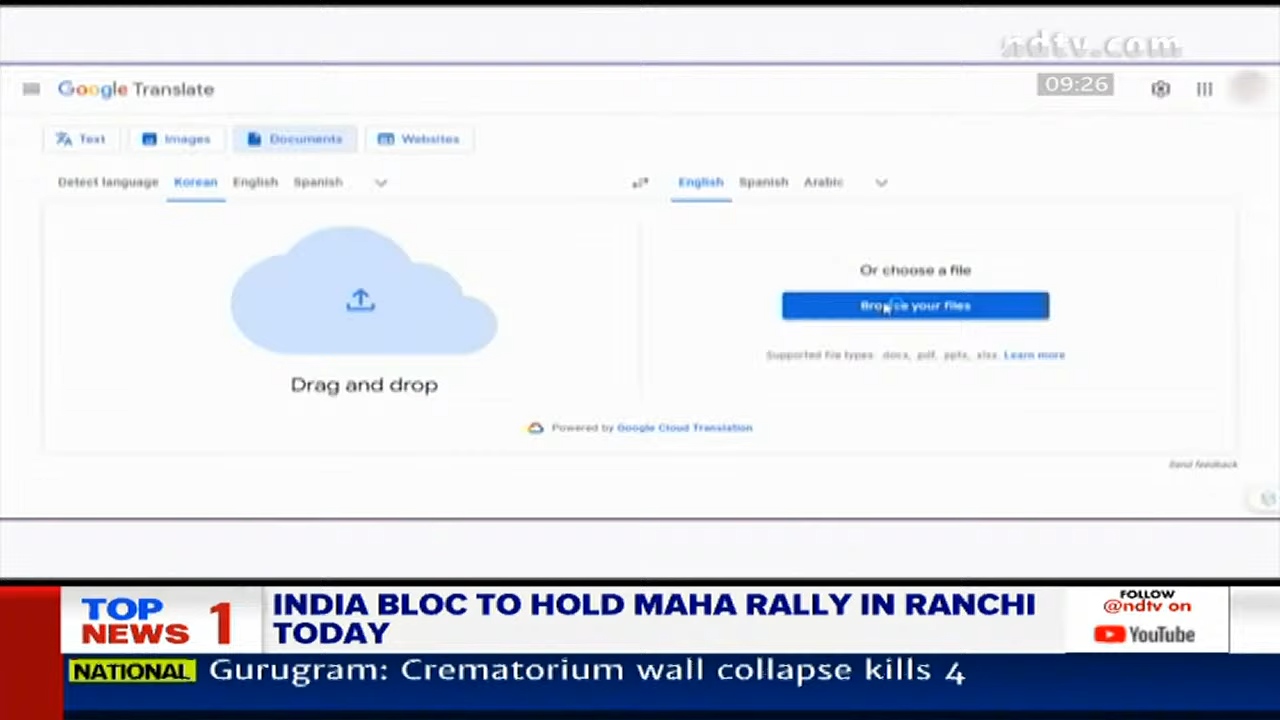 ndtv.com
Google Translate
09:26
Text Images Documents Websites
Detect language Korean English Spanish
English Spanish Arabic
Drag and drop
Or choose a file
Browse your files
Supported file types: .docx, .pdf, .pptx, .xlsx. Learn more
Powered by Google Cloud Translation
Send feedback
TOP NEWS 1
INDIA BLOC TO HOLD MAHA RALLY IN RANCHI
TODAY
FOLLOW
@ndtv on
YouTube
NATIONAL Gurugram: Crematorium wall collapse kills 4